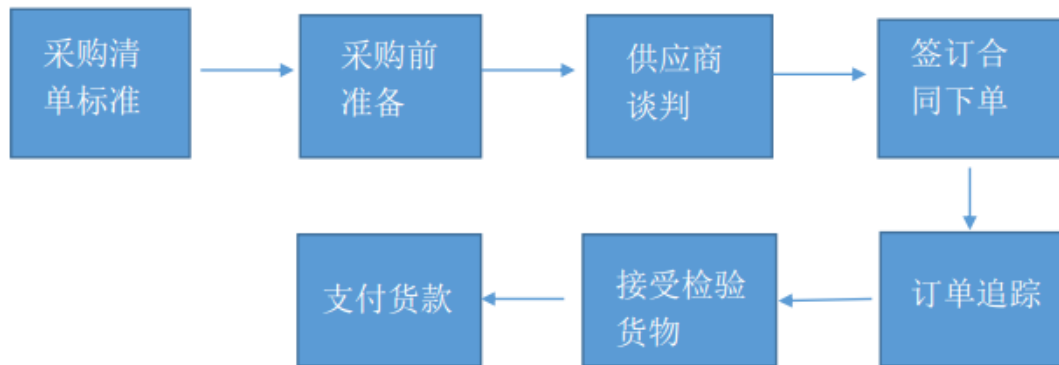 采购清
单标准
采购前
准备
供应商
谈判
签订合
同下单
订单追踪
接受检验
货物
支付货款